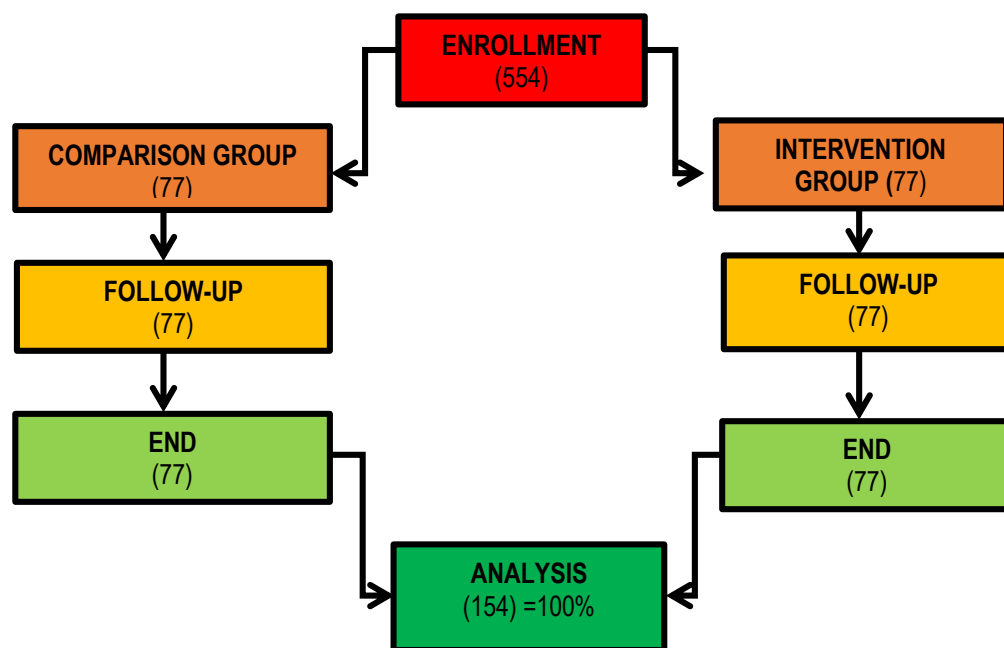 ENROLLMENT
(554)
COMPARISON GROUP
(77)
INTERVENTION
GROUP (77)
FOLLOW-UP
(77)
FOLLOW-UP
(77)
END
(77)
END
(77)
ANALYSIS
(154) =100%